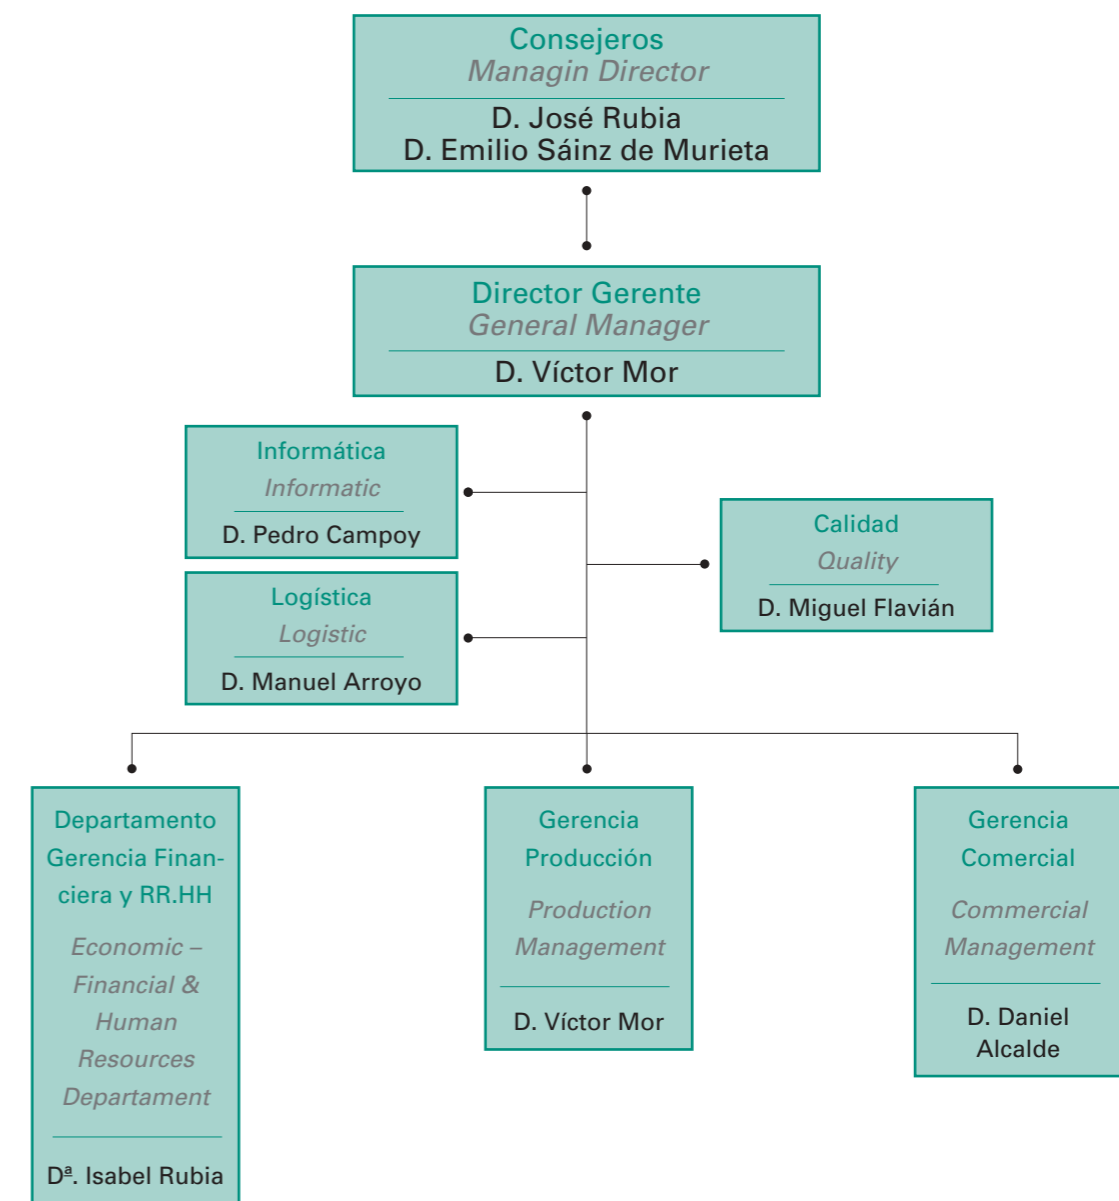 Consejeros
Managin Director
D. José Rubia
D. Emilio Sáinz de Murieta
Director Gerente
General Manager
D. Víctor Mor
Informática
Informatic
D. Pedro Campoy
Calidad
Quality
D. Miguel Flavián
Logística
Logistic
D. Manuel Arroyo
Departamento
Gerencia Finan-
ciera y RR.HH
Economic –
Financial &
Human
Resources
Departament
Dª. Isabel Rubia
Gerencia
Producción
Production
Management
D. Víctor Mor
Gerencia
Comercial
Commercial
Management
D. Daniel
Alcalde